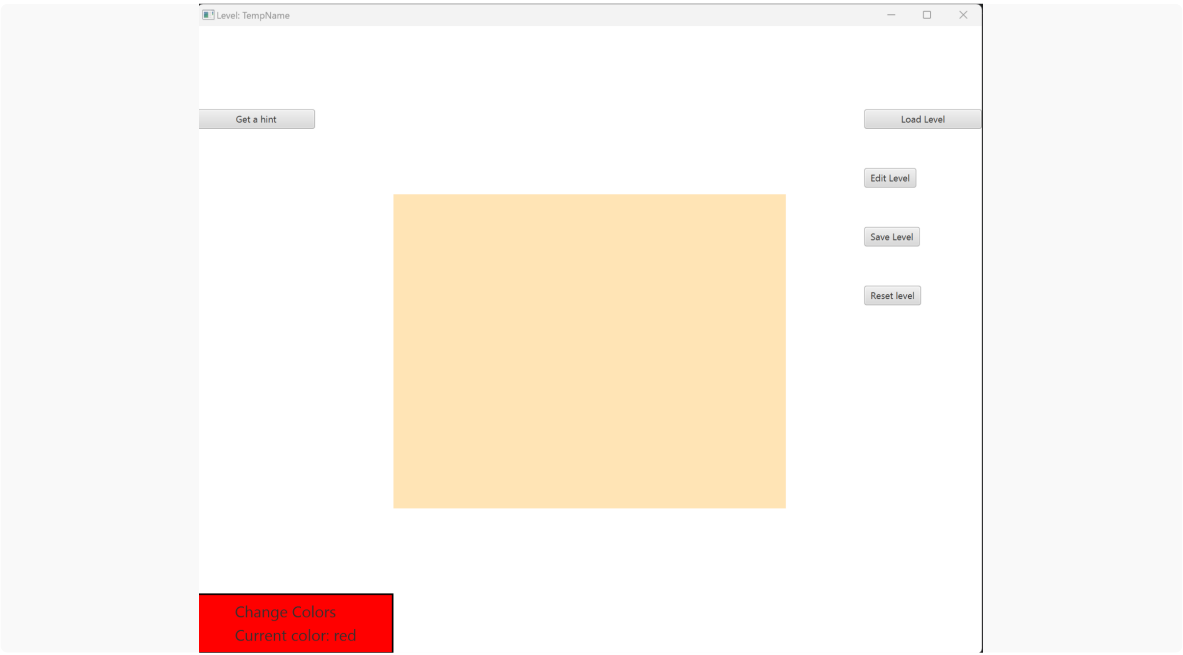 Level: TempName
Get a hint
Load Level
Edit Level
Save Level
Reset level
Change Colors
Current color: red